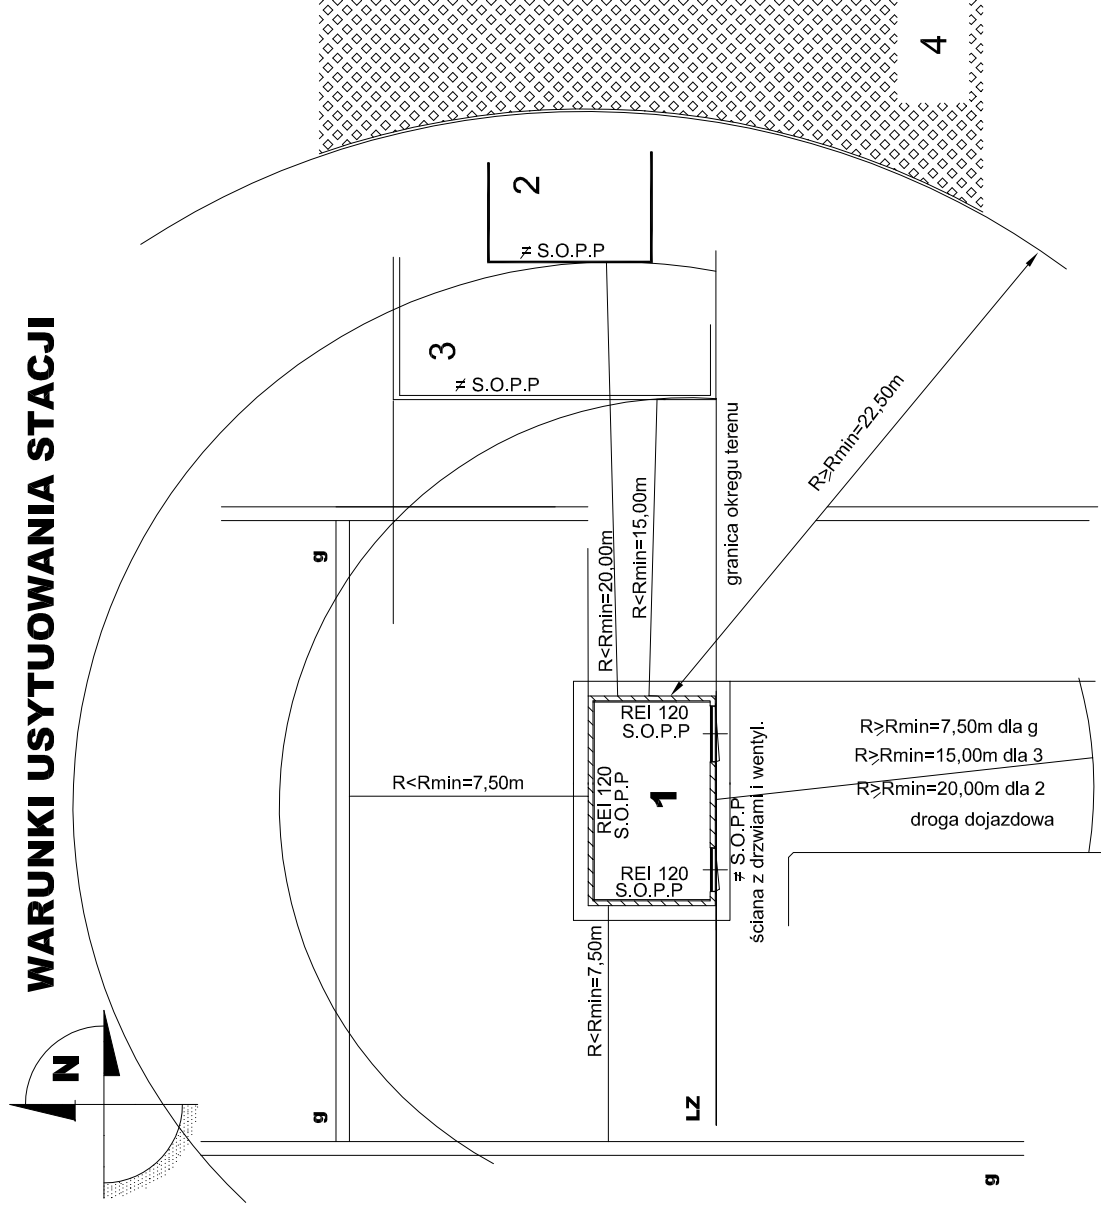 WARUNKI USYTUOWANIA STACJI
N
4
2
≠ S.O.P.P
3
≠ S.O.P.P
g
R<Rmin=20,00m
R<Rmin=15,00m
granica okregu terenu
R≥Rmin=22,50m
REI 120
S.O.P.P
REI 120
S.O.P.P
1
REI 120
S.O.P.P
R<Rmin=7,50m
≠ S.O.P.P
ściana z drzwiami i wentyl.
R≥Rmin=7,50m dla g
R≥Rmin=15,00m dla 3
R≥Rmin=20,00m dla 2
droga dojazdowa
R<Rmin=7,50m
g
LZ
g